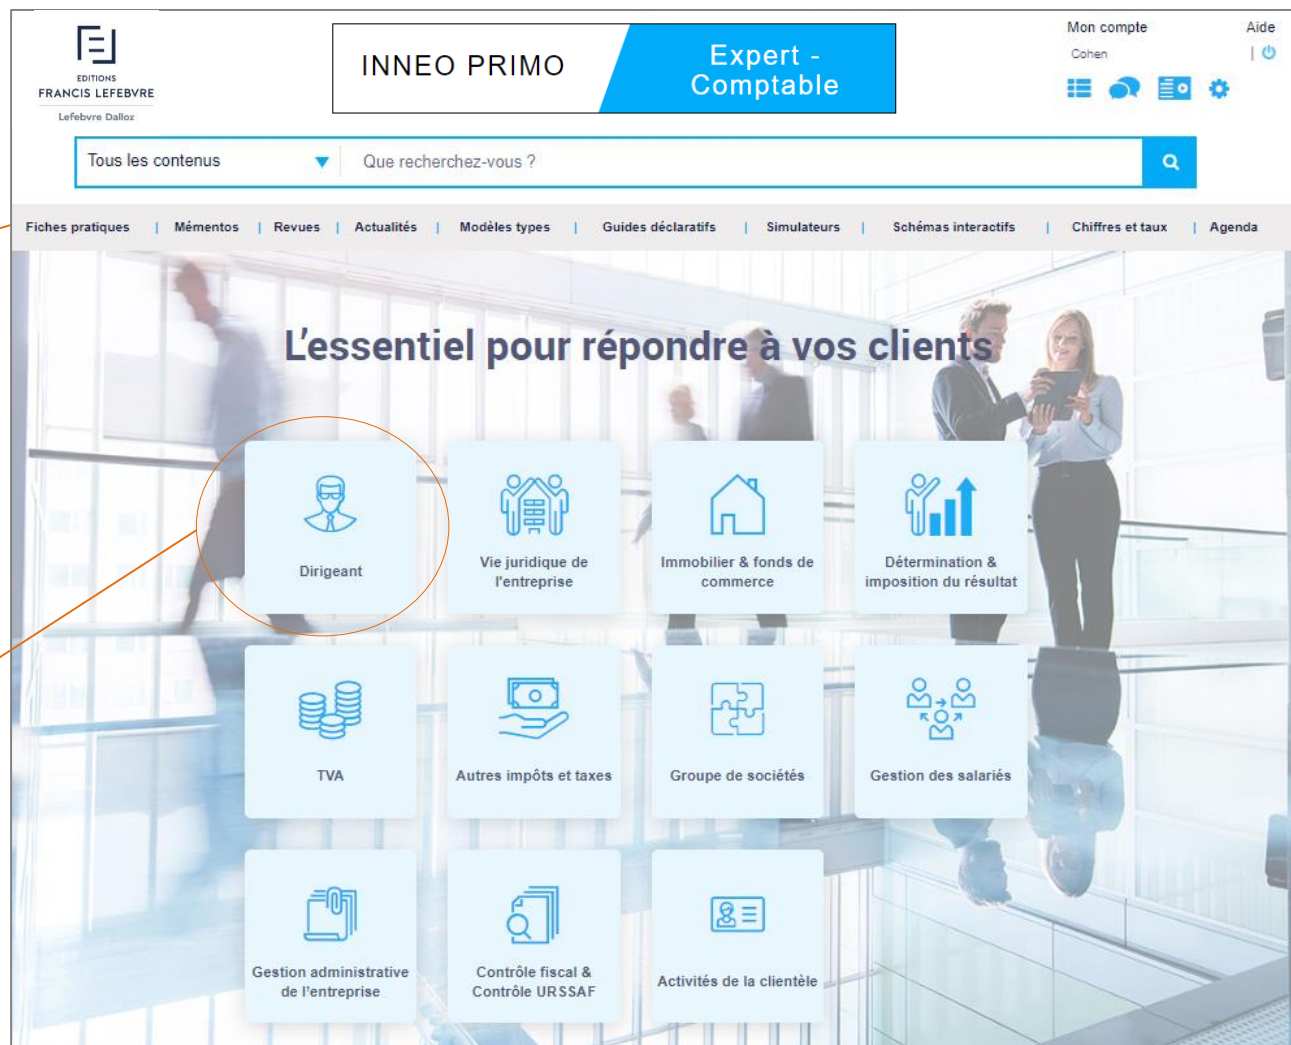 EDITIONS
FRANCIS LEFEBVRE
Lefebvre Dalloz
INNEO PRIMO
Expert -
Comptable
Mon compte
Aide
Cohen
|
Tous les contenus
Que recherchez-vous ?
Fiches pratiques | Mémentos | Revues | Actualités | Modèles types | Guides déclaratifs | Simulateurs | Schémas interactifs | Chiffres et taux | Agenda
L'essentiel pour répondre à vos clients
Dirigeant
Vie juridique de
l'entreprise
Immobilier & fonds de
commerce
Détermination &
imposition du résultat
TVA
Autres impôts et taxes
Groupe de sociétés
Gestion des salariés
Gestion administrative
de l'entreprise
Contrôle fiscal &
Contrôle URSSAF
Activités de la clientèle